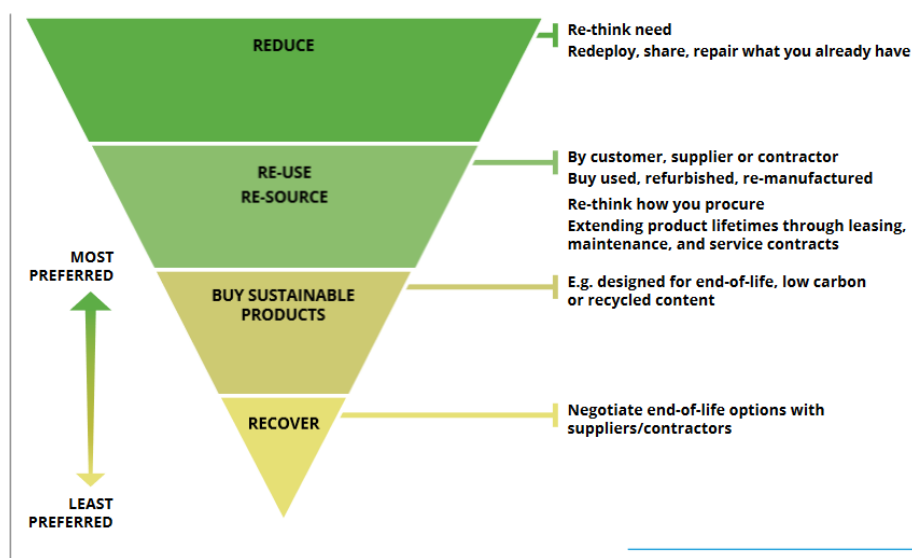 REDUCE
Re-think need
Redeploy, share, repair what you already have
RE-USE
RE-SOURCE
By customer, supplier or contractor
Buy used, refurbished, re-manufactured
Re-think how you procure
Extending product lifetimes through leasing,
maintenance, and service contracts
MOST
PREFERRED
BUY SUSTAINABLE
PRODUCTS
E.g. designed for end-of-life, low carbon
or recycled content
RECOVER
Negotiate end-of-life options with
suppliers/contractors
LEAST
PREFERRED